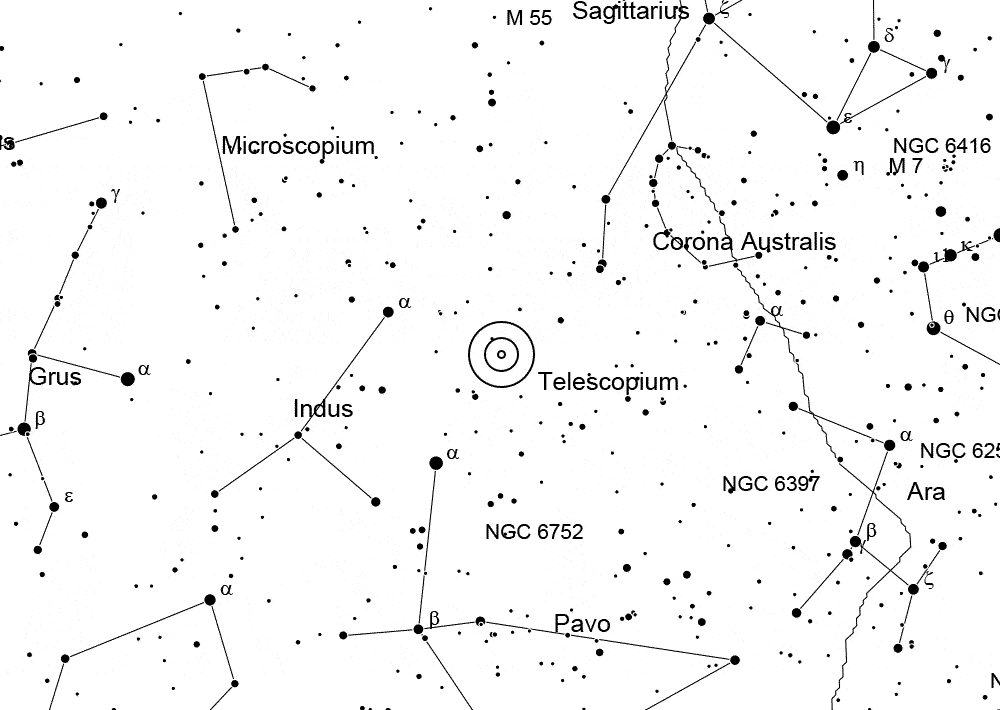 Sagittarius
ζ
M 55
δ
γ
ε
Microscopium
NGC 6416
η
M 7
γ
Corona Australis
κ
α
α
θ
Telescopium
Grus
α
Indus
β
α
α
NGC 6397
Ara
ε
NGC 6752
β
ζ
α
β
Pavo